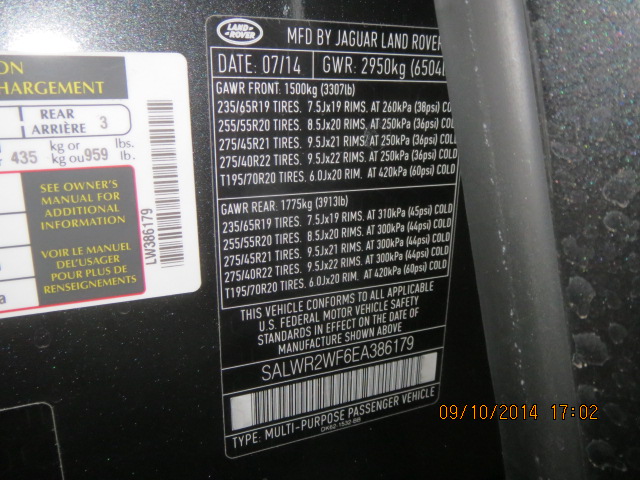 ON
CHARGEMENT
REAR
ARRIÈRE 3
435 kg or 959 lbs.
kg ou lb.
SEE OWNER'S
MANUAL FOR
ADDITIONAL
INFORMATION
VOIR LE MANUEL
DEL'USAGER
POUR PLUS DE
RENSEIGNEMENTS
LW386179
LAND ROVER
MFD BY JAGUAR LAND ROVER
DATE: 07/14 GWR: 2950kg (6504l
GAWR FRONT: 1500kg (3307lb)
235/65R19 TIRES. 7.5Jx19 RIMS. AT 260kPa (38psi) COL
255/55R20 TIRES. 8.5Jx20 RIMS. AT 250kPa (36psi) CO
275/45R21 TIRES. 9.5Jx21 RIMS. AT 250kPa (36psi) COL
275/40R22 TIRES. 9.5Jx22 RIMS. AT 250kPa (36psi) COLD
T195/70R20 TIRES. 6.0Jx20 RIM. AT 420kPa (60psi) COLD
GAWR REAR: 1775kg (3913lb)
235/65R19 TIRES. 7.5Jx19 RIMS. AT 310kPa (45psi) COLD
255/55R20 TIRES. 8.5Jx20 RIMS. AT 300kPa (44psi) COLD
275/45R21 TIRES. 9.5Jx21 RIMS. AT 300kPa (44psi) COLD
275/40R22 TIRES. 9.5Jx22 RIMS. AT 300kPa (44psi) COLD
T195/70R20 TIRES. 6.0Jx20 RIM. AT 420kPa (60psi) COLD
THIS VEHICLE CONFORMS TO ALL APPLICABLE
U.S. FEDERAL MOTOR VEHICLE SAFETY
STANDARDS IN EFFECT ON THE DATE OF
MANUFACTURE SHOWN ABOVE.
SALWR2WF6EA386179
TYPE: MULTI-PURPOSE PASSENGER VEHICLE
09/10/2014 17:02